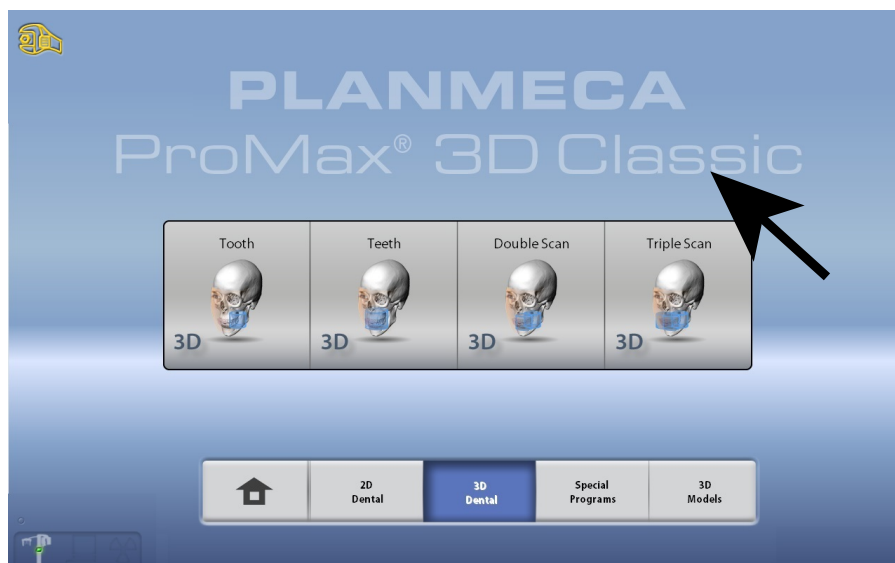 PLANMECA
ProMax® 3D Classic
Tooth
Teeth
Double Scan
Triple Scan
3D
3D
3D
3D
2D
Dental
3D
Dental
Special
Programs
3D
Models